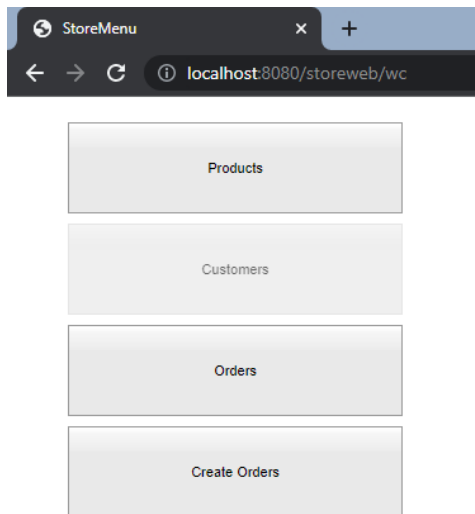 StoreMenu
localhost:8080/storeweb/wc
Products
Customers
Orders
Create Orders